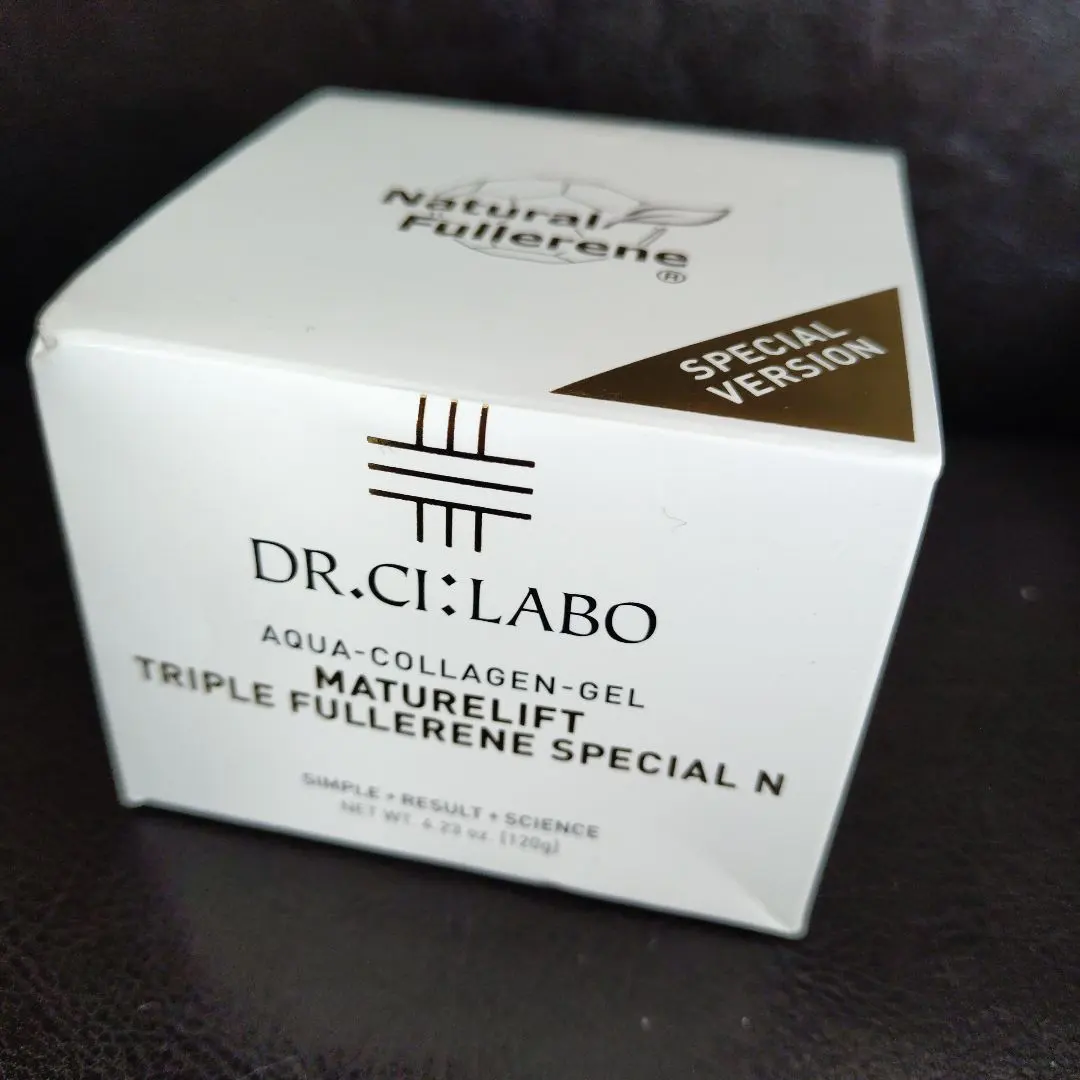 Natural
Fullerene
®
SPECIAL
VERSION
DR.CI:LABO
AQUA-COLLAGEN-GEL
MATURELIFT
TRIPLE FULLERENE SPECIAL N
SIMPLE + RESULT + SCIENCE
NET WT. 4.23 oz. (120g)